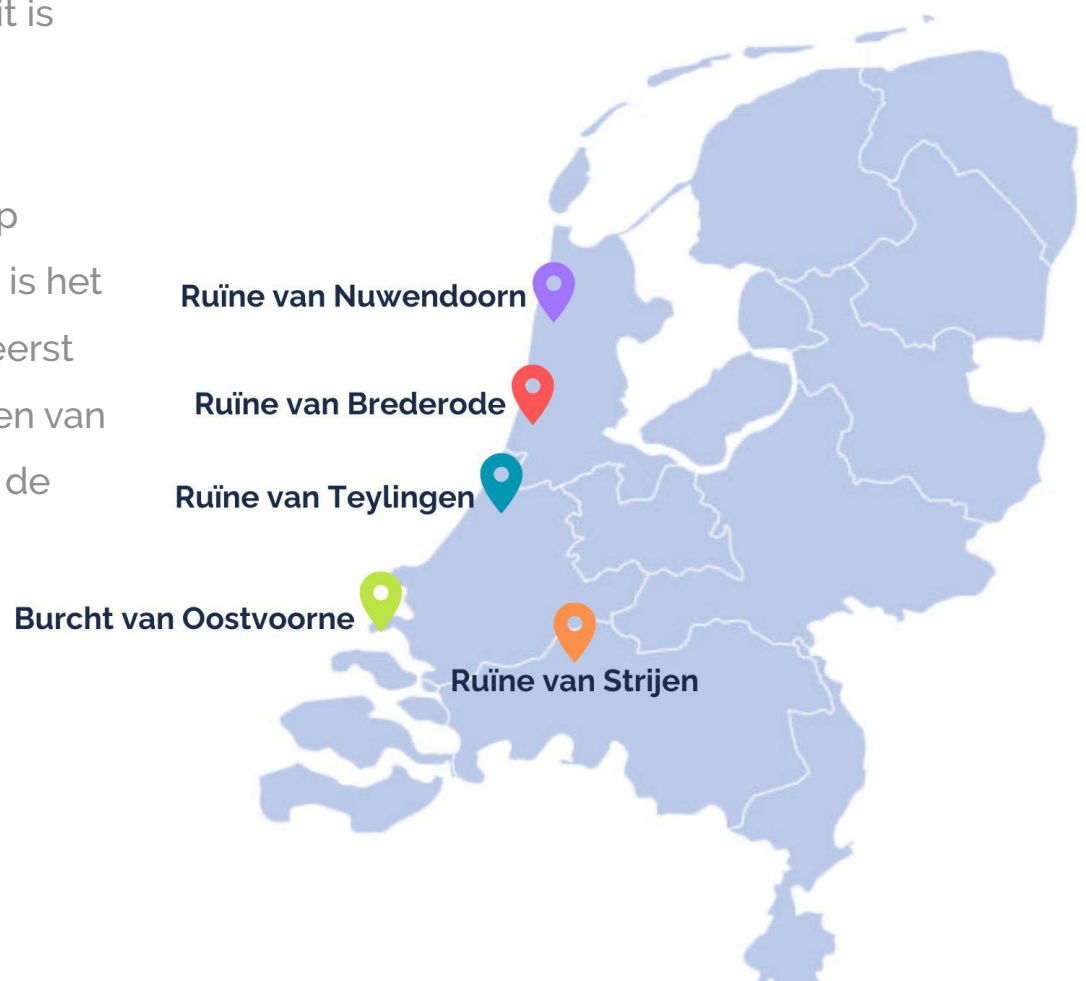 it is
p
is het
eerst
en van
de
Ruïne van Nuwendoorn
Ruïne van Brederode
Ruïne van Teylingen
Burcht van Oostvoorne
Ruïne van Strijen